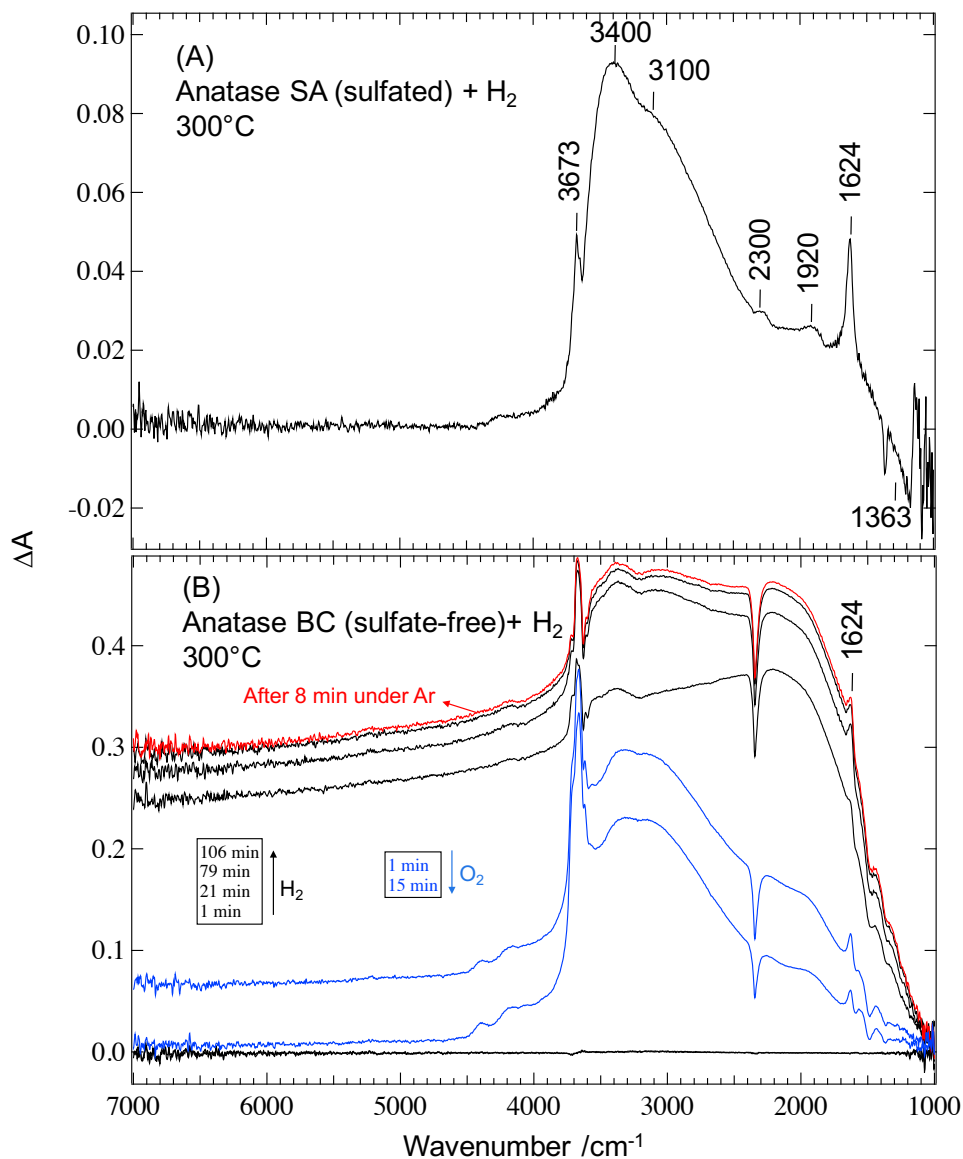 (A)
Anatase SA (sulfated) + H₂
300°C
3400
3100
3673
2300
1920
1624
1363
0.10
0.08
0.06
0.04
0.02
0.00
-0.02
ΔA
(B)
Anatase BC (sulfate-free)+ H₂
300°C
1624
After 8 min under Ar
106 min
79 min
21 min
1 min
H₂
1 min
15 min
O₂
0.4
0.3
0.2
0.1
0.0
7000 6000 5000 4000 3000 2000 1000
Wavenumber /cm⁻¹